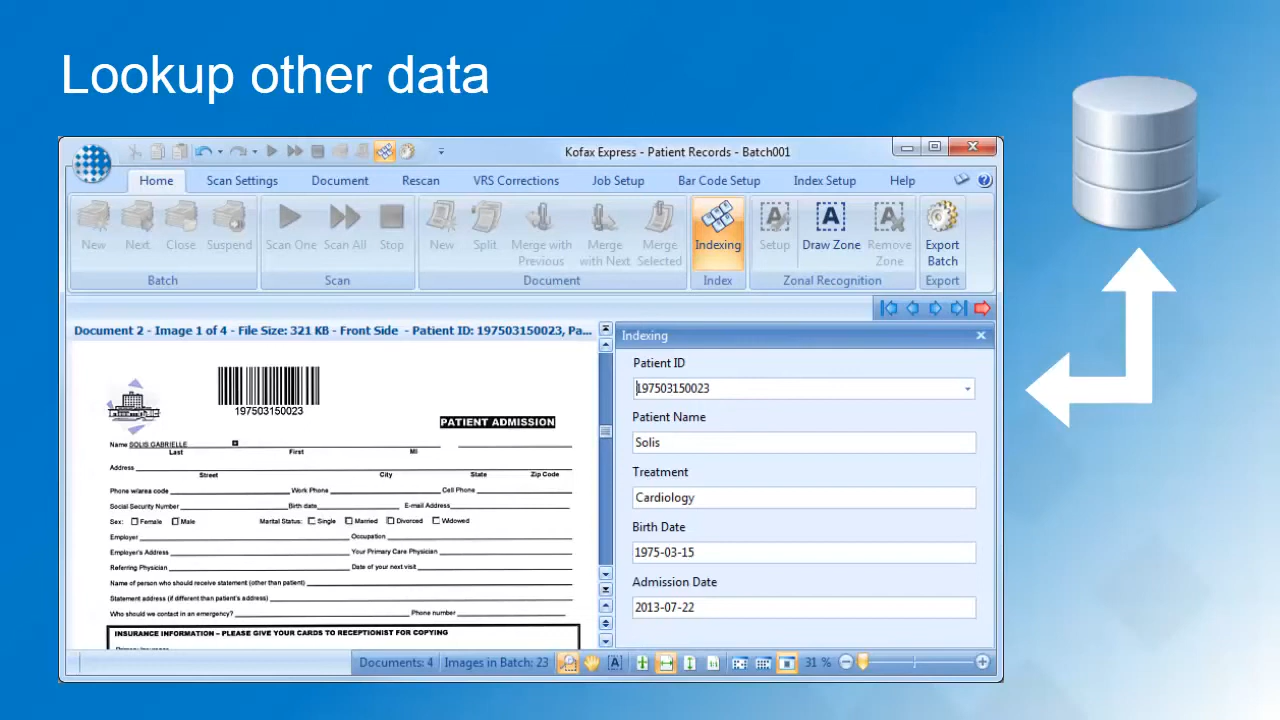 Lookup other data
Kofax Express - Patient Records - Batch001
Home Scan Settings Document Rescan VRS Corrections Job Setup Bar Code Setup Index Setup Help
New Next Close Suspend Scan One Scan All Stop New Split Merge with Previous Merge with Next Merge Selected Indexing Setup Draw Zone Remove Zone Export Batch
Batch Scan Document Index Zonal Recognition Export
Document 2 - Image 1 of 4 - File Size: 321 KB - Front Side - Patient ID: 197503150023, Pa...
197503150023
PATIENT ADMISSION
Name SOLIS GABRIELLE
Last First MI
Address
Street City State Zip Code
Phone w/area code Work Phone Cell Phone
Social Security Number Birth date E-mail Address
Sex: Female Male Marital Status: Single Married Divorced Widowed
Employer Occupation
Employer's Address Your Primary Care Physician
Referring Physician Date of your next visit
Name of person who should receive statement (other than patient)
Statement address (if different than patient's address)
Who should we contact in an emergency? Phone number
INSURANCE INFORMATION – PLEASE GIVE YOUR CARDS TO RECEPTIONIST FOR COPYING
Indexing
Patient ID
197503150023
Patient Name
Solis
Treatment
Cardiology
Birth Date
1975-03-15
Admission Date
2013-07-22
Documents: 4 Images in Batch: 23 31 %